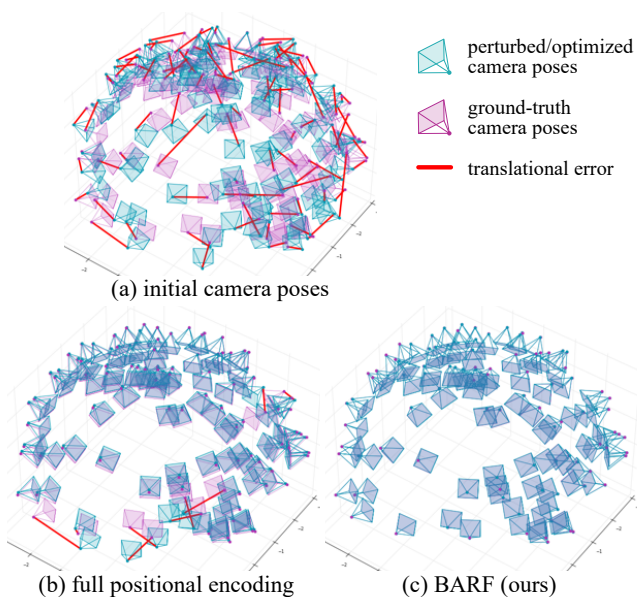 perturbed/optimized
camera poses
ground-truth
camera poses
translational error
(a) initial camera poses
(b) full positional encoding
(c) BARF (ours)